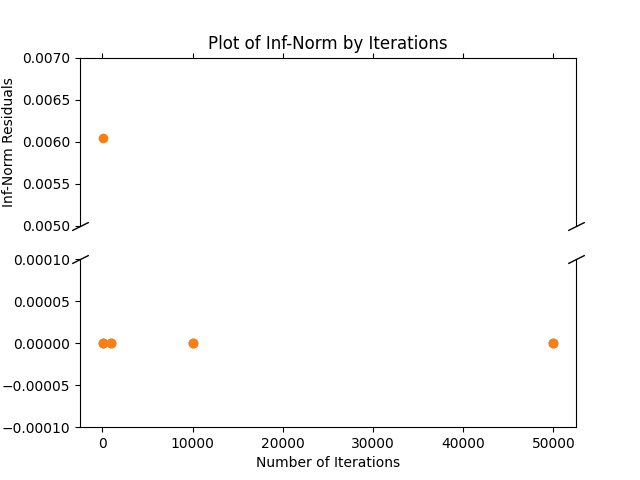 Plot of Inf-Norm by Iterations
Inf-Norm Residuals
0.0070
0.0065
0.0060
0.0055
0.0050
0.00010
0.00005
0.00000
−0.00005
−0.00010
0 10000 20000 30000 40000 50000
Number of Iterations